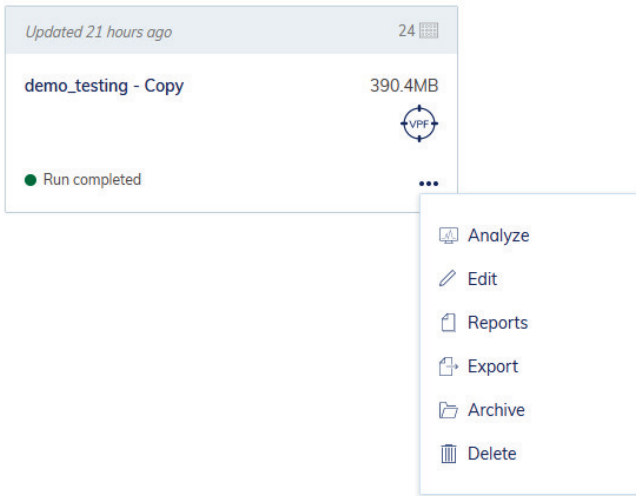 Updated 21 hours ago 24
demo_testing - Copy 390.4MB
VPF
Run completed
Analyze
Edit
Reports
Export
Archive
Delete